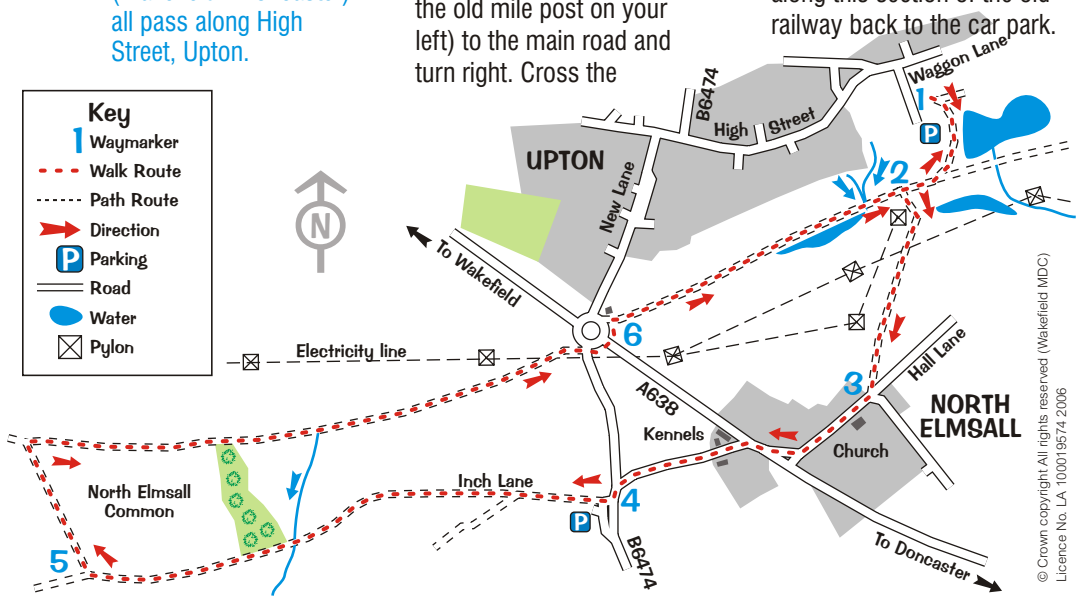 all pass along High
Street, Upton.
the old mile post on your
left) to the main road and
turn right. Cross the
railway back to the car park.
Key
1 Waymarker
Walk Route
Path Route
Direction
P Parking
Road
Water
Pylon
N
UPTON
B6474
High Street
New Lane
Waggon Lane
1
P
2
To Wakefield
6
Electricity line
A638
3
Hall Lane
NORTH
ELMSALL
Kennels
Church
Inch Lane
4
P
B6474
North Elmsall
Common
5
To Doncaster
© Crown copyright All rights reserved (Wakefield MDC)
Licence No. LA 100019574 2006